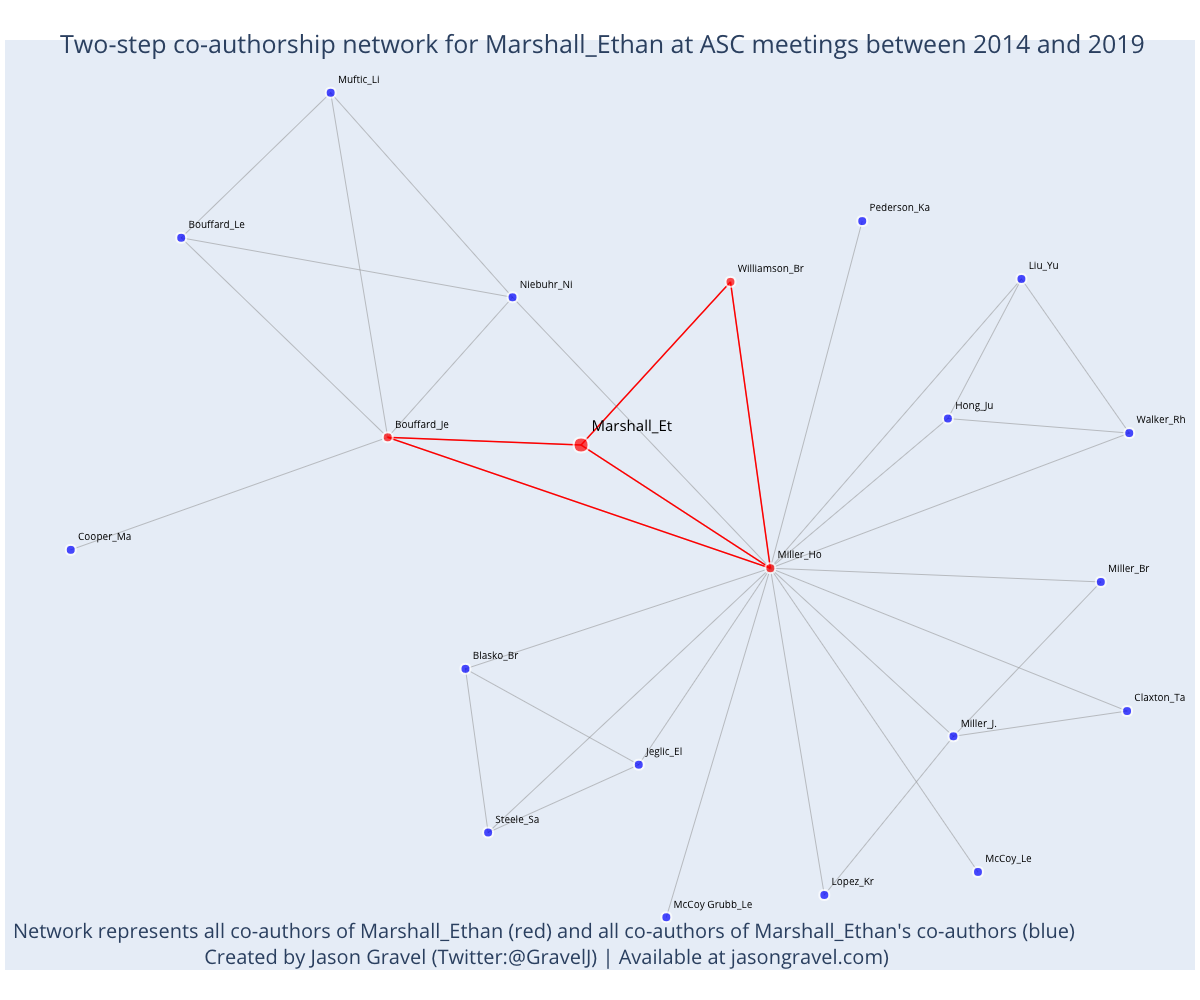 Two-step co-authorship network for Marshall_Ethan at ASC meetings between 2014 and 2019
Muftic_Li
Pederson_Ka
Bouffard_Le
Williamson_Br
Liu_Yu
Niebuhr_Ni
Hong_Ju
Walker_Rh
Bouffard_Je
Marshall_Et
Cooper_Ma
Miller_Ho
Miller_Br
Blasko_Br
Claxton_Ta
Miller_J.
Jeglic_El
Steele_Sa
McCoy_Le
Lopez_Kr
McCoy Grubb_Le
Network represents all co-authors of Marshall_Ethan (red) and all co-authors of Marshall_Ethan's co-authors (blue)
Created by Jason Gravel (Twitter:@GravelJ) | Available at jasongravel.com)